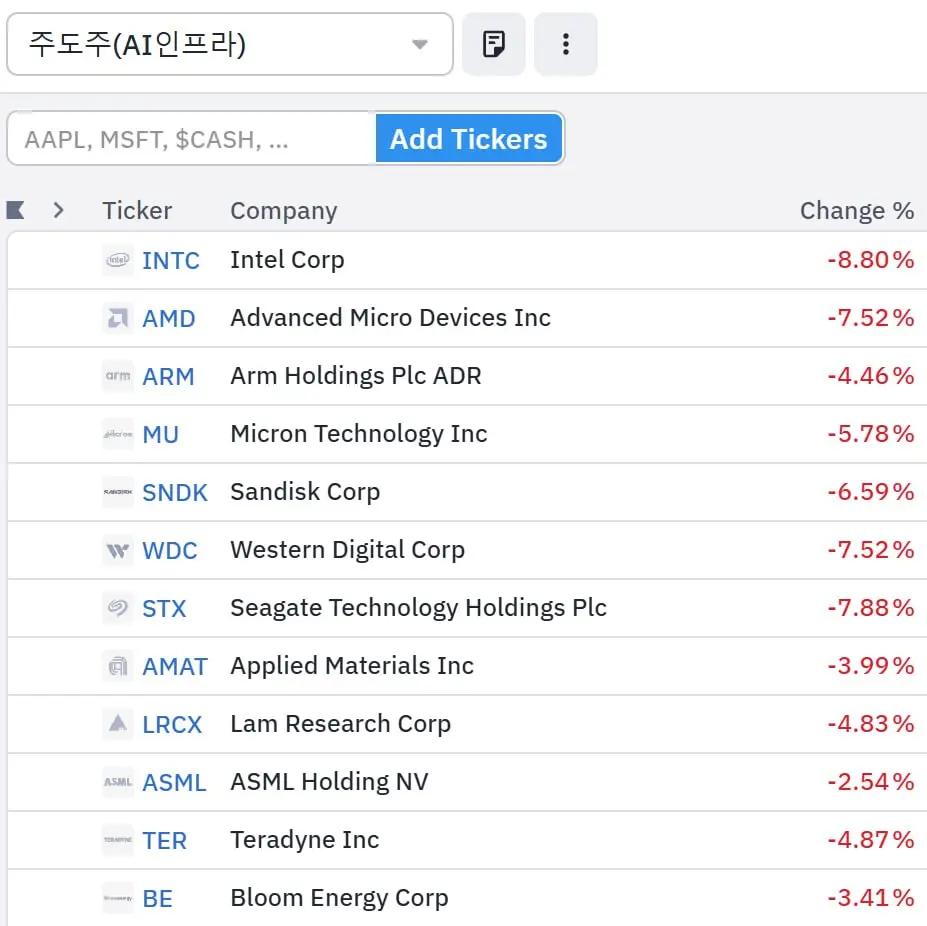 주도주(AI인프라)
AAPL, MSFT, $CASH, ... Add Tickers
Ticker Company Change %
intel INTC Intel Corp -8.80%
AMD Advanced Micro Devices Inc -7.52%
arm ARM Arm Holdings Plc ADR -4.46%
MU Micron Technology Inc -5.78%
SNDK Sandisk Corp -6.59%
WDC Western Digital Corp -7.52%
STX Seagate Technology Holdings Plc -7.88%
AMAT Applied Materials Inc -3.99%
LRCX Lam Research Corp -4.83%
ASML ASML ASML Holding NV -2.54%
TERADYNE TER Teradyne Inc -4.87%
BE Bloom Energy Corp -3.41%